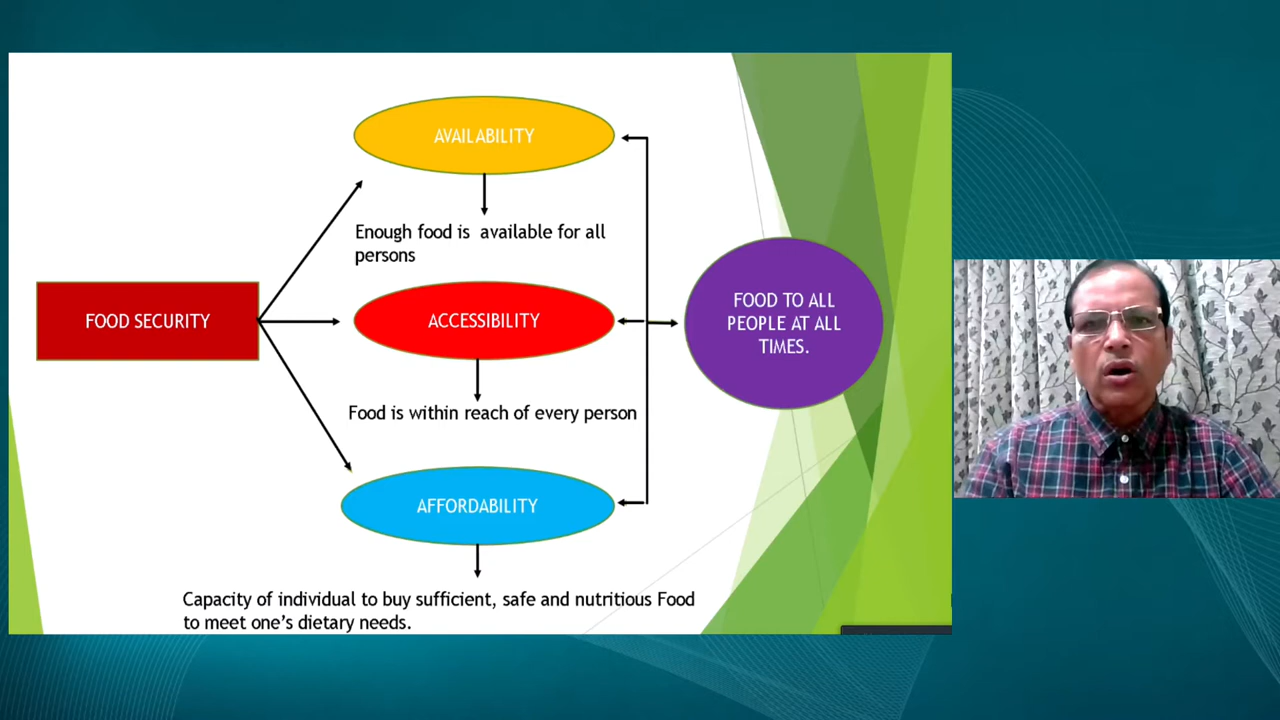 AVAILABILITY
Enough food is available for all
persons
FOOD SECURITY
ACCESSIBILITY
FOOD TO ALL
PEOPLE AT ALL
TIMES.
Food is within reach of every person
AFFORDABILITY
Capacity of individual to buy sufficient, safe and nutritious Food
to meet one’s dietary needs.